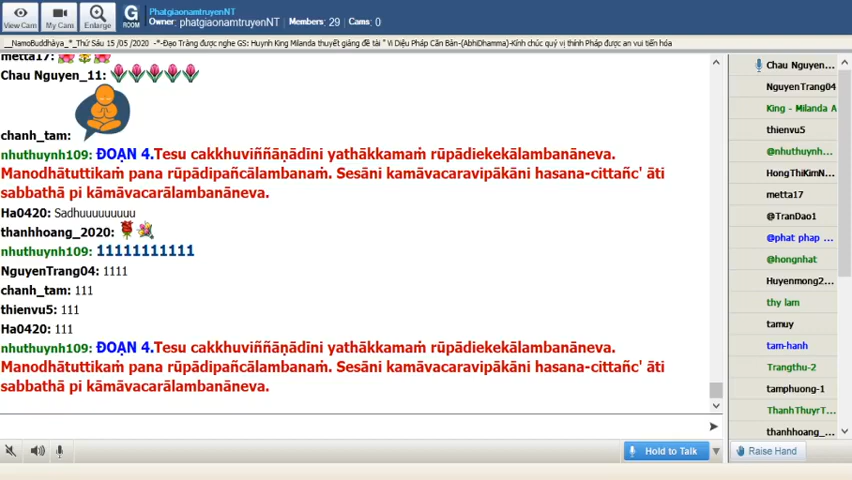 PhatgiaonamtruyenNT
Owner: phatgiaonamtruyenNT Members: 29 Cams: 0
View Cam
My Cam
Enlarge
G ROOM
__NamoBuddhàya_*_Thứ Sáu 15 /05 /2020 -*-Đạo Tràng được nghe GS: Huynh King Milanda thuyết giảng đề tài " Vi Diệu Pháp Căn Bản-(AbhiDhamma)-Kính chúc quý vị thính Pháp được an vui tiến hóa
metta17:
Chau Nguyen_11:
chanh_tam:
nhuthuynh109: ĐOẠN 4.Tesu cakkhuviññāṇādīni yathākkamaṁ rūpādiekekālambanāneva.
Manodhātuttikaṁ pana rūpādipañcālambanaṁ. Sesāni kamāvacaravipākāni hasana-cittañc' āti
sabbathā pi kāmāvacarālambanāneva.
Ha0420: Sadhuuuuuuuuu
thanhhoang_2020:
nhuthuynh109: 11111111111
NguyenTrang04: 1111
chanh_tam: 111
thienvu5: 111
Ha0420: 111
nhuthuynh109: ĐOẠN 4.Tesu cakkhuviññāṇādīni yathākkamaṁ rūpādiekekālambanāneva.
Manodhātuttikaṁ pana rūpādipañcālambanaṁ. Sesāni kamāvacaravipākāni hasana-cittañc' āti
sabbathā pi kāmāvacarālambanāneva.
Chau Nguyen...
NguyenTrang04
King - Milanda A
thienvu5
@nhuthuynh...
HongThiKimN...
metta17
@TranDao1
@phat phap ...
@hongnhat
Huyenmong2...
thy lam
tamuy
tam-hanh
Trangthu-2
tamphuong-1
ThanhThuyrT...
thanhhoang_...
Hold to Talk
Raise Hand